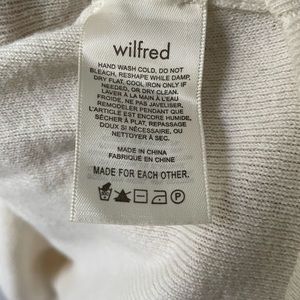 wilfred
HAND WASH COLD, DO NOT
BLEACH, RESHAPE WHILE DAMP,
DRY FLAT, COOL IRON ONLY IF
NEEDED, OR DRY CLEAN.
LAVER À LA MAIN À L'EAU
FROIDE, NE PAS JAVELISER,
REMODELER PENDANT QUE
L'ARTICLE EST ENCORE HUMIDE,
SÉCHER À PLAT, REPASSAGE
DOUX SI NÉCESSAIRE, OU
NETTOYER À SEC.
MADE IN CHINA
FABRIQUÉ EN CHINE
MADE FOR EACH OTHER.
P